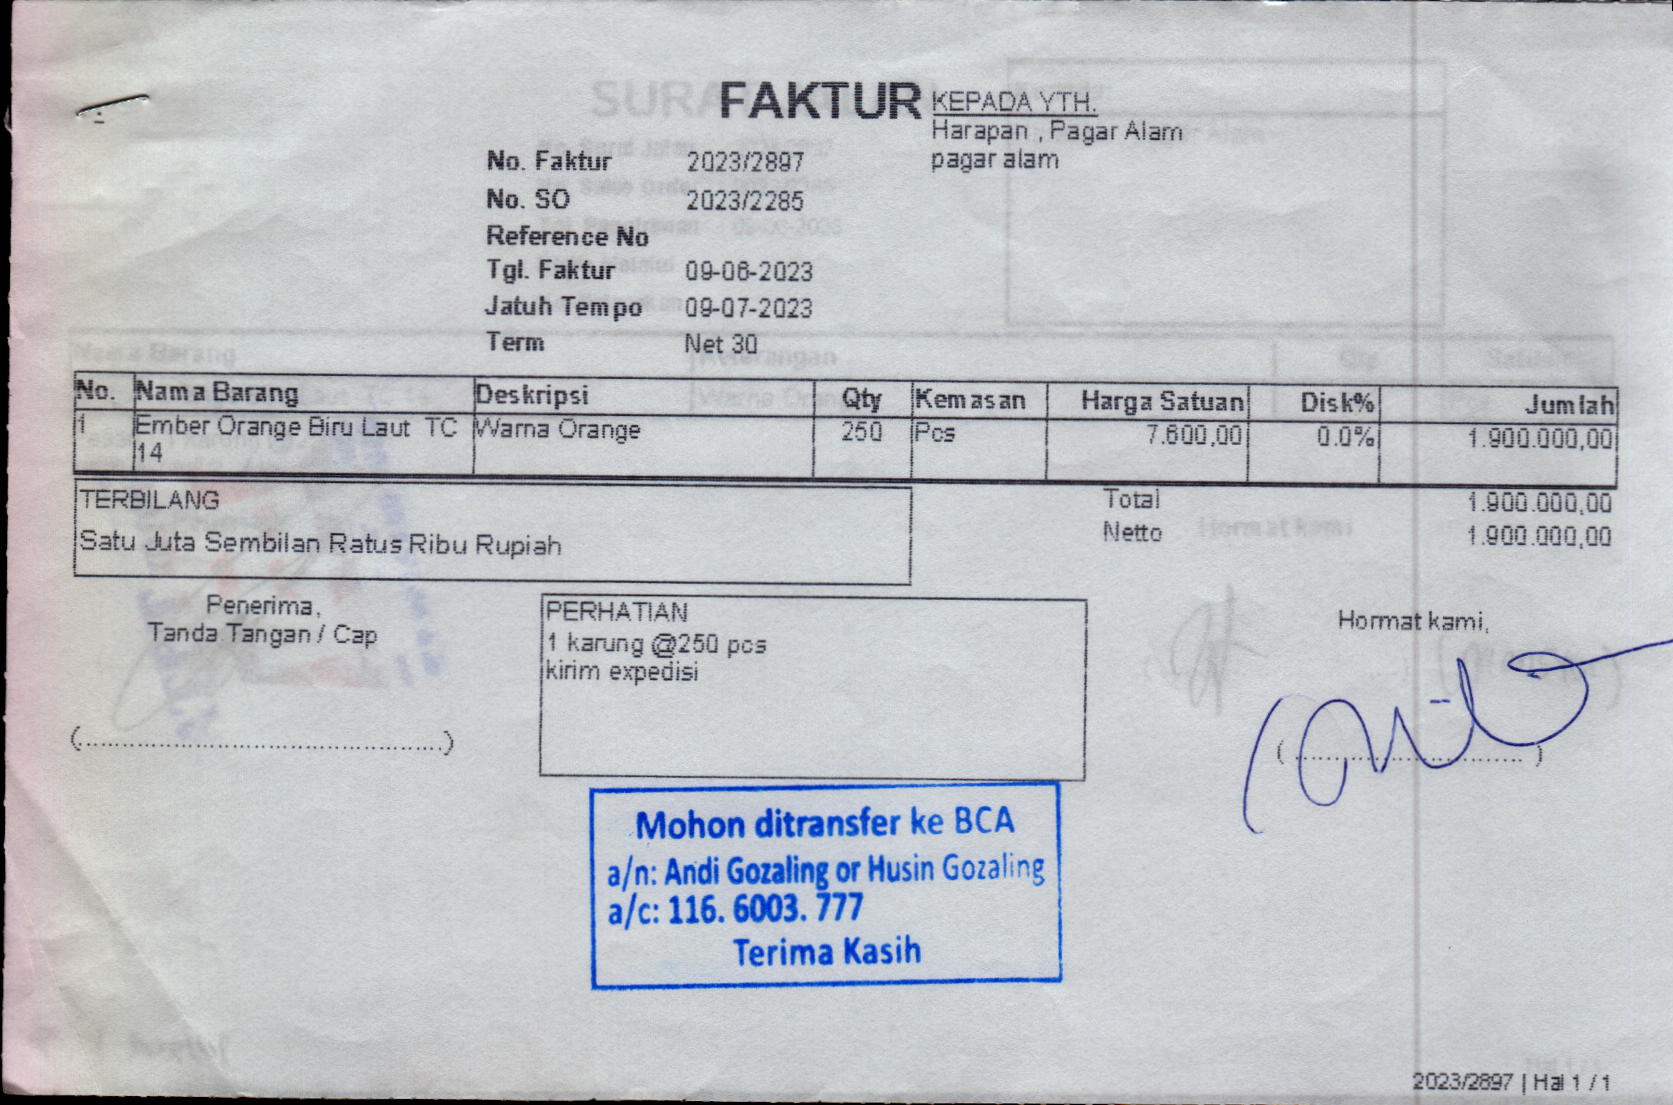 FAKTUR
KEPADA YTH.
Harapan , Pagar Alam
pagar alam
No. Faktur 2023/2897
No. SO 2023/2285
Reference No
Tgl. Faktur 09-06-2023
Jatuh Tempo 09-07-2023
Term Net 30
No. Nama Barang Deskripsi Qty Kemasan Harga Satuan Disk% Jumlah
1 Ember Orange Biru Laut TC Warna Orange 250 Pcs 7.600,00 0.0% 1.900.000,00
14
TERBILANG
Satu Juta Sembilan Ratus Ribu Rupiah
Total 1.900.000,00
Netto 1.900.000,00
Penerima,
Tanda Tangan / Cap
(..................................................)
PERHATIAN
1 karung @250 pcs
kirim expedisi
Hormat kami,
(..................................)
Mohon ditransfer ke BCA
a/n: Andi Gozaling or Husin Gozaling
a/c: 116. 6003. 777
Terima Kasih
2023/2897 | Hal 1 / 1